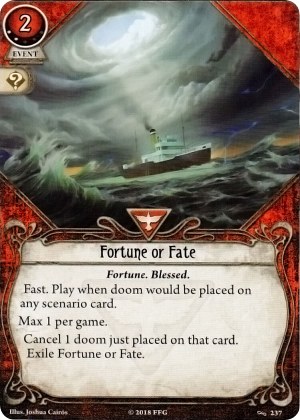 2
EVENT
?
Fortune or Fate
Fortune. Blessed.
Fast. Play when doom would be placed on
any scenario card.
Max 1 per game.
Cancel 1 doom just placed on that card.
Exile Fortune or Fate.
Illus. Joshua Cairós
© 2018 FFG
237